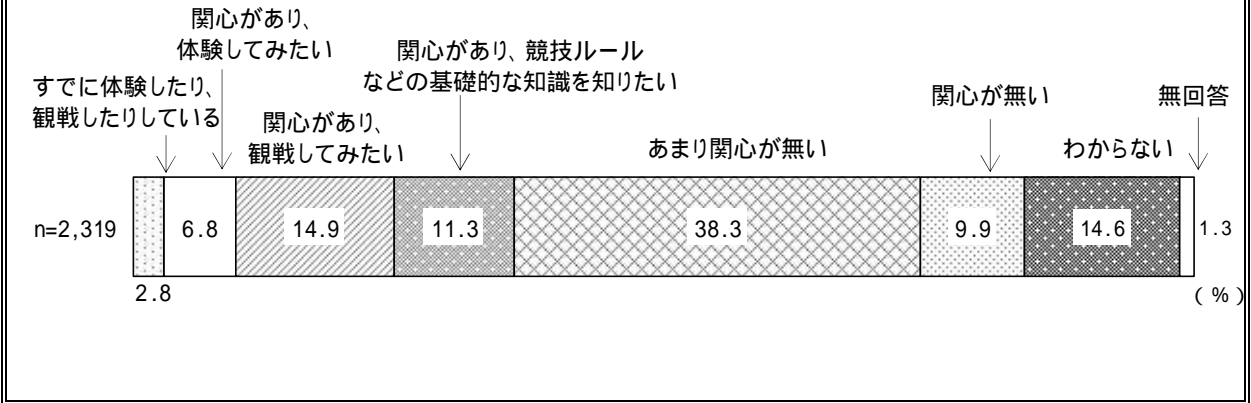 関心があり、
体験してみたい
関心があり、競技ルール
などの基礎的な知識を知りたい
すでに体験したり、
観戦したりしている
関心があり、
観戦してみたい
あまり関心が無い
関心が無い
わからない
無回答
n=2,319
6.8
14.9
11.3
38.3
9.9
14.6
1.3
2.8
(%)